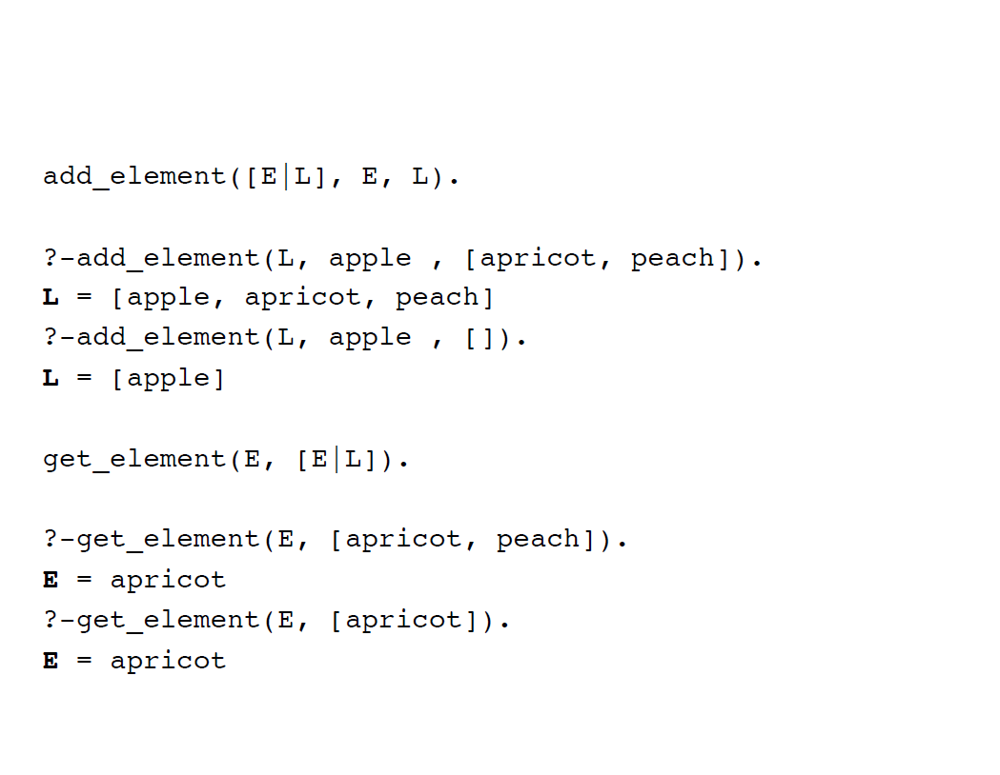 add_element([E|L], E, L).
?-add_element(L, apple , [apricot, peach]).
L = [apple, apricot, peach]
?-add_element(L, apple , []).
L = [apple]
get_element(E, [E|L]).
?-get_element(E, [apricot, peach]).
E = apricot
?-get_element(E, [apricot]).
E = apricot